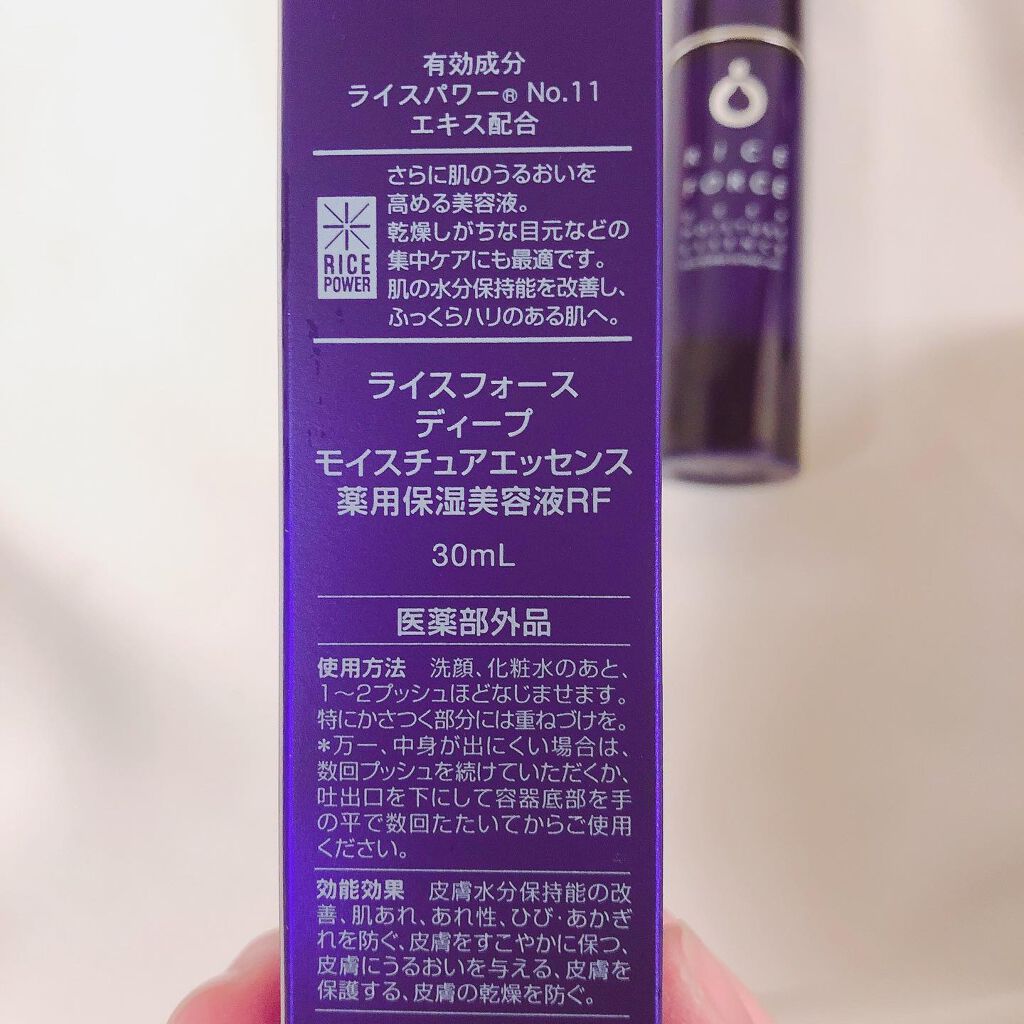 有効成分
ライスパワー® No.11
エキス配合
RICE
POWER
さらに肌のうるおいを
高める美容液。
乾燥しがちな目元などの
集中ケアにも最適です。
肌の水分保持能を改善し、
ふっくらハリのある肌へ。
ライスフォース
ディープ
モイスチュアエッセンス
薬用保湿美容液RF
30mL
医薬部外品
使用方法 洗顔、化粧水のあと、
1〜2プッシュほどなじませます。
特にかさつく部分には重ねづけを。
*万一、中身が出にくい場合は、
数回プッシュを続けていただくか、
吐出口を下にして容器底部を手
の平で数回たたいてからご使用
ください。
効能効果 皮膚水分保持能の改
善、肌あれ、あれ性、ひび・あかぎ
れを防ぐ、皮膚をすこやかに保つ、
皮膚にうるおいを与える、皮膚を
保護する、皮膚の乾燥を防ぐ。
RICE
FORCE